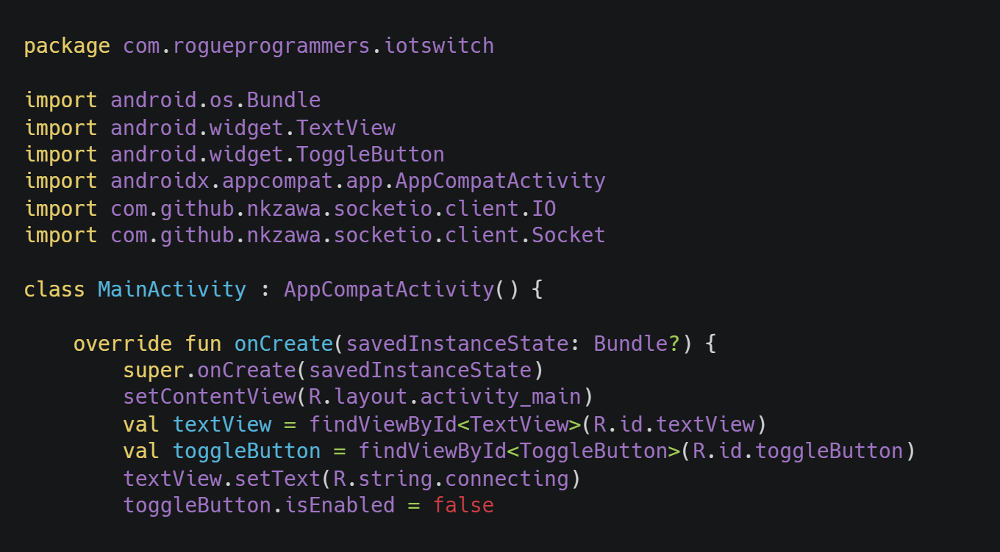 package com.rogueprogrammers.iotswitch
import android.os.Bundle
import android.widget.TextView
import android.widget.ToggleButton
import androidx.appcompat.app.AppCompatActivity
import com.github.nkzawa.socketio.client.IO
import com.github.nkzawa.socketio.client.Socket
class MainActivity : AppCompatActivity() {
    override fun onCreate(savedInstanceState: Bundle?) {
        super.onCreate(savedInstanceState)
        setContentView(R.layout.activity_main)
        val textView = findViewById<TextView>(R.id.textView)
        val toggleButton = findViewById<ToggleButton>(R.id.toggleButton)
        textView.setText(R.string.connecting)
        toggleButton.isEnabled = false